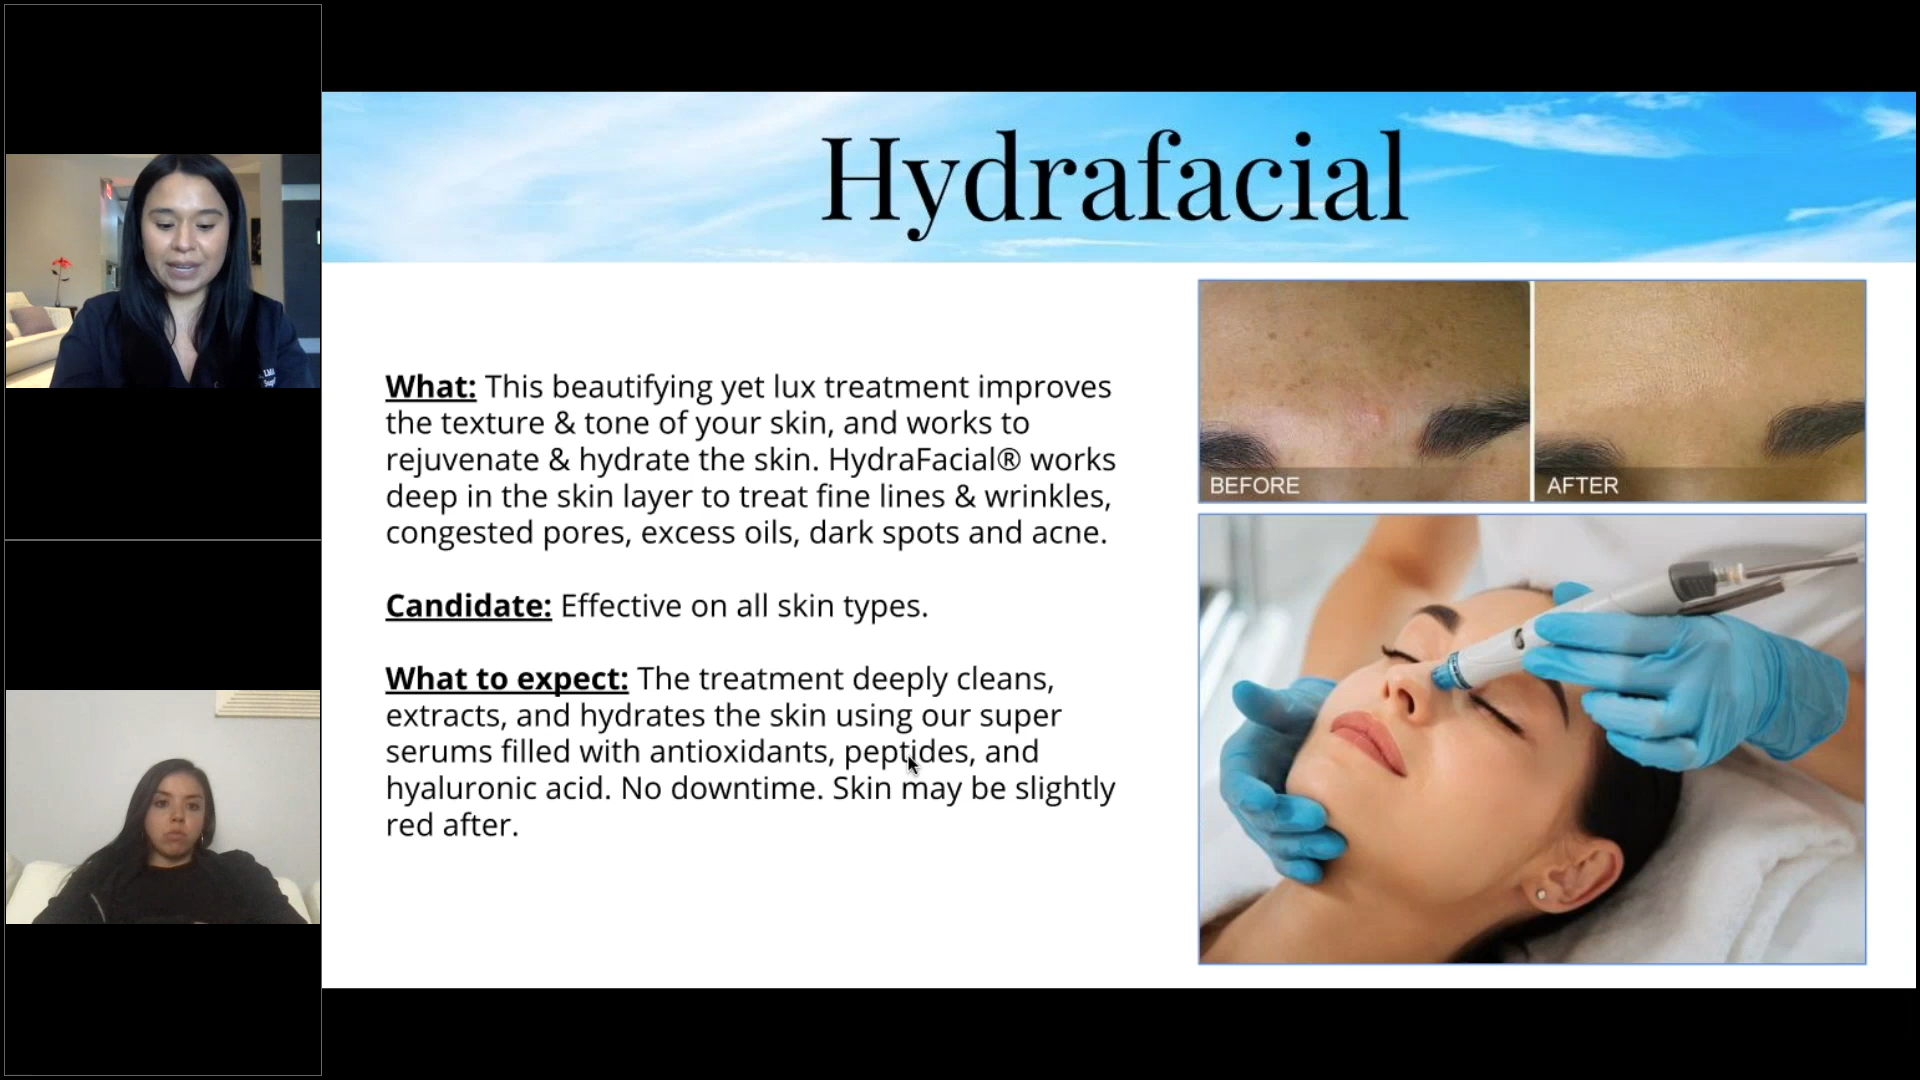 Hydrafacial
What: This beautifying yet lux treatment improves
the texture & tone of your skin, and works to
rejuvenate & hydrate the skin. HydraFacial® works
deep in the skin layer to treat fine lines & wrinkles,
congested pores, excess oils, dark spots and acne.
Candidate: Effective on all skin types.
What to expect: The treatment deeply cleans,
extracts, and hydrates the skin using our super
serums filled with antioxidants, peptides, and
hyaluronic acid. No downtime. Skin may be slightly
red after.
BEFORE
AFTER